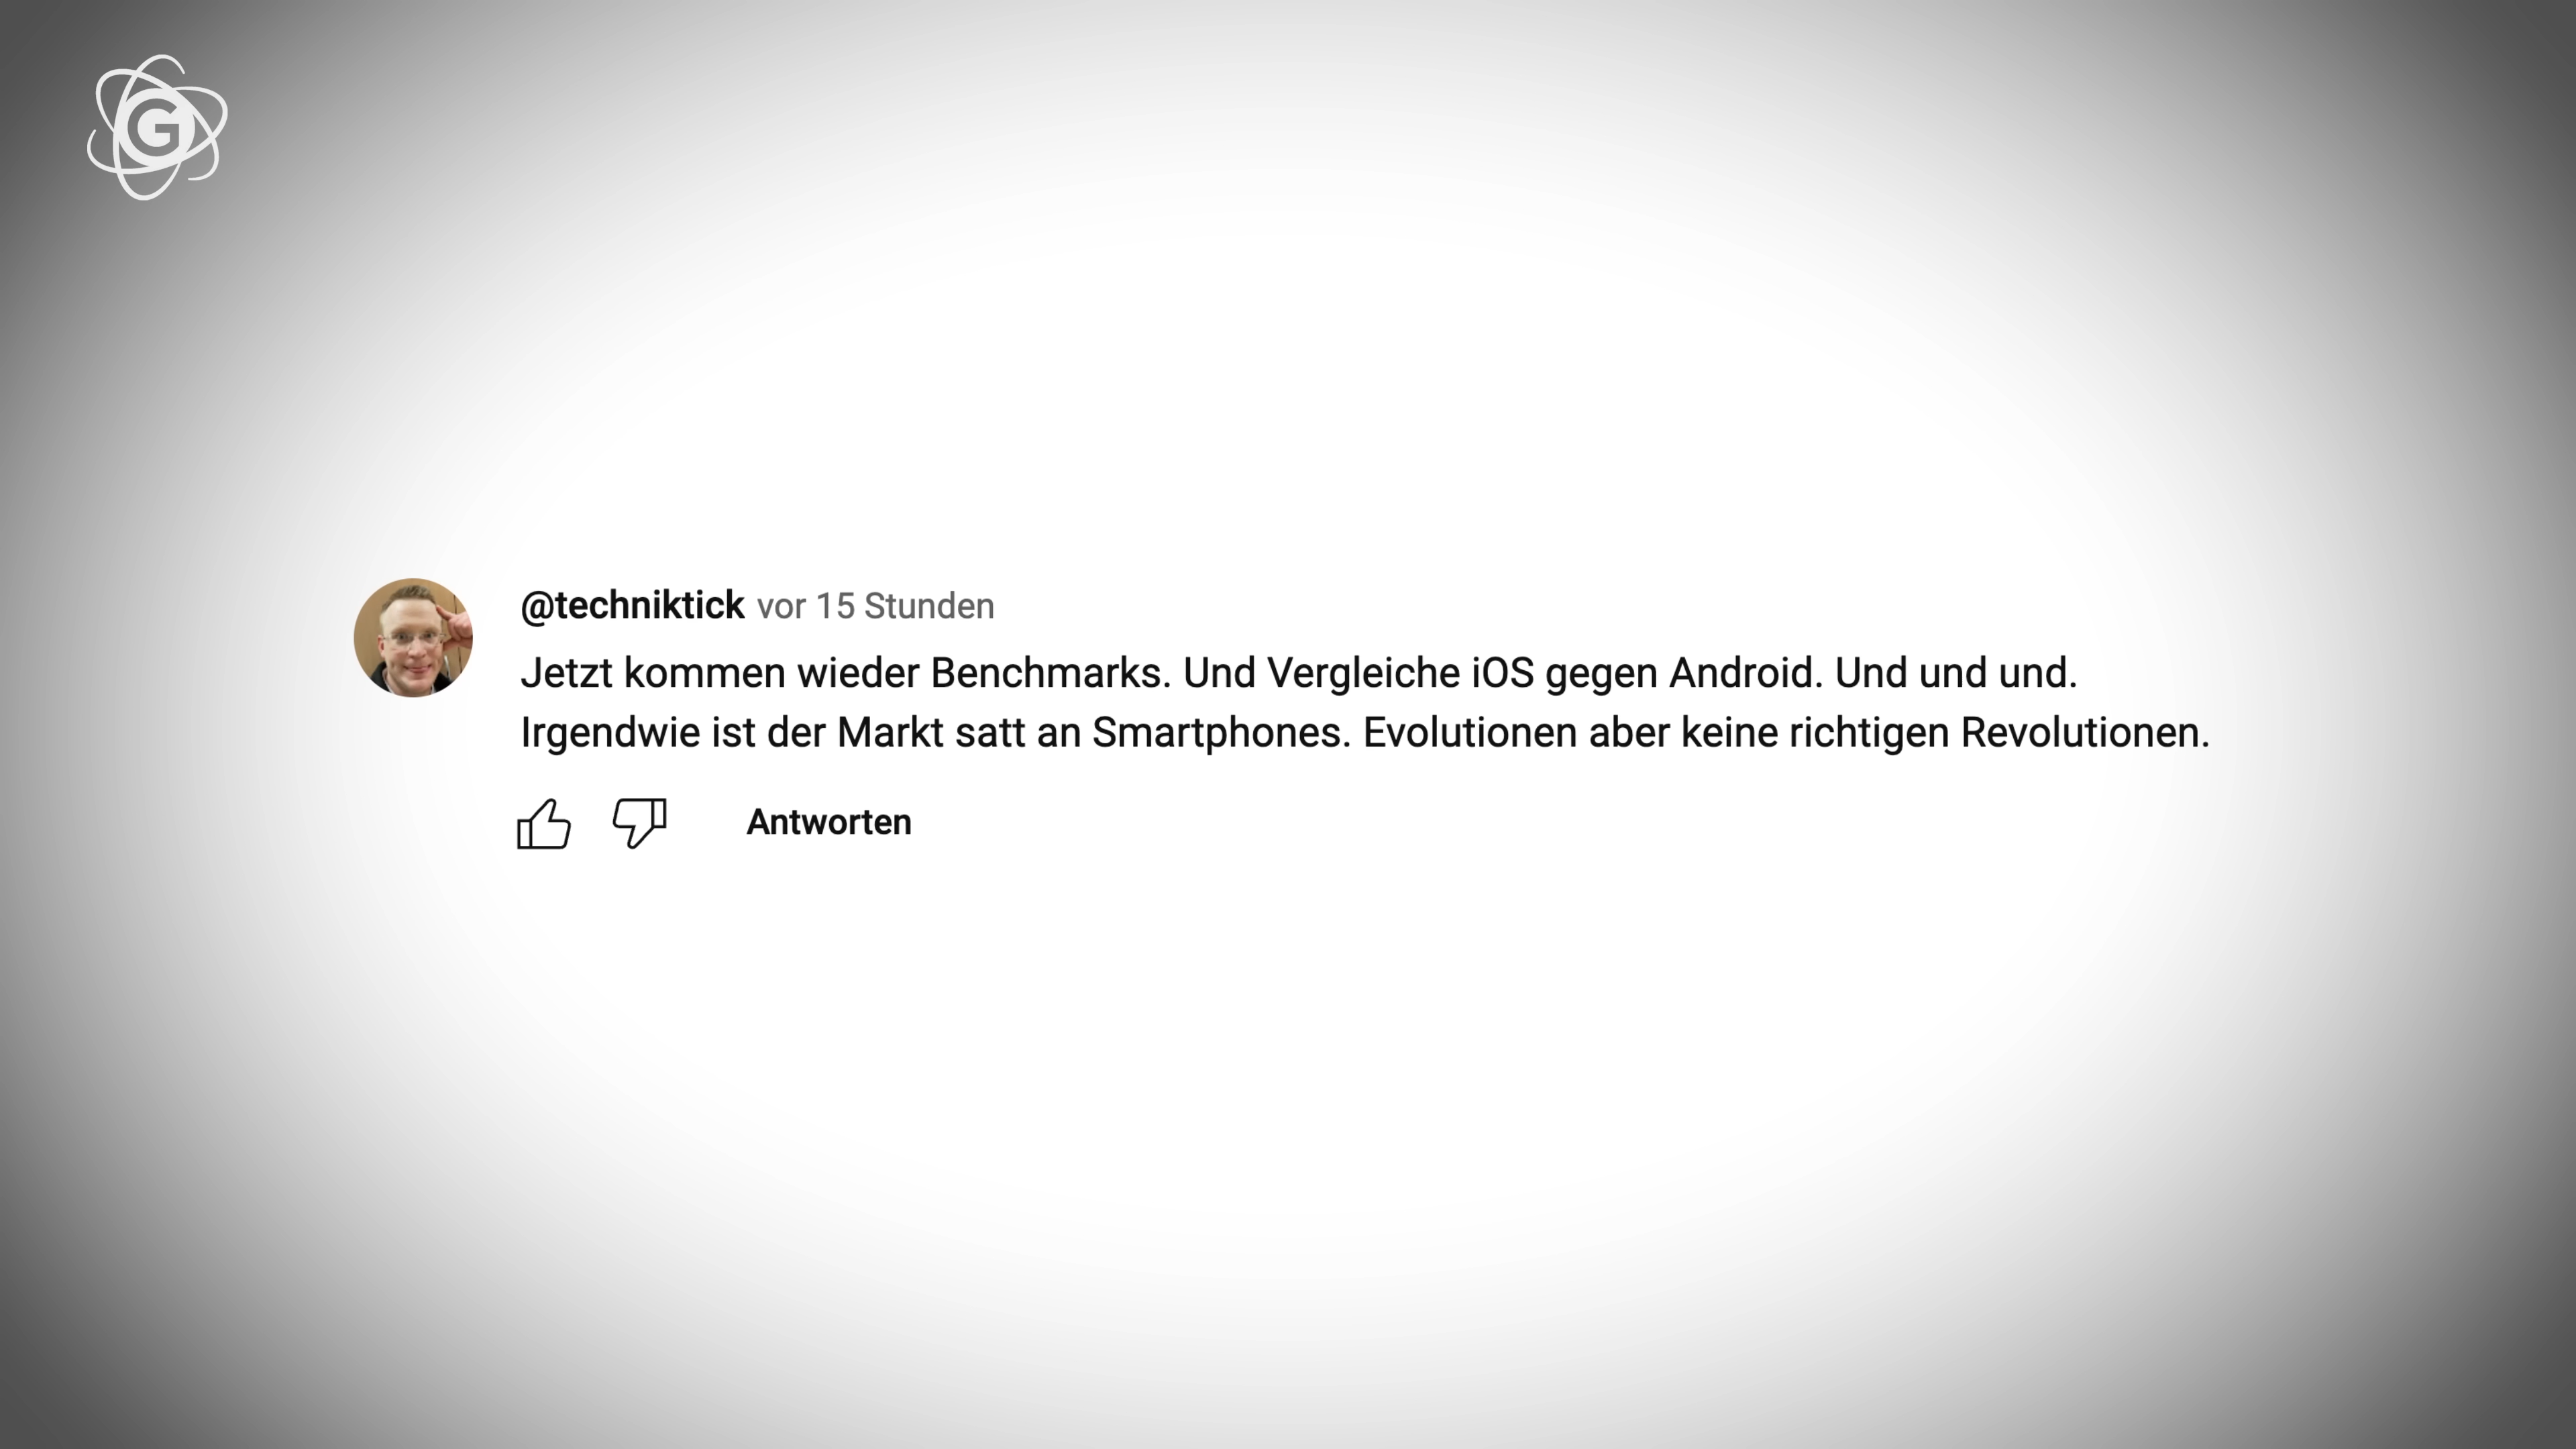 G
@techniktick vor 15 Stunden
Jetzt kommen wieder Benchmarks. Und Vergleiche iOS gegen Android. Und und und.
Irgendwie ist der Markt satt an Smartphones. Evolutionen aber keine richtigen Revolutionen.
Antworten